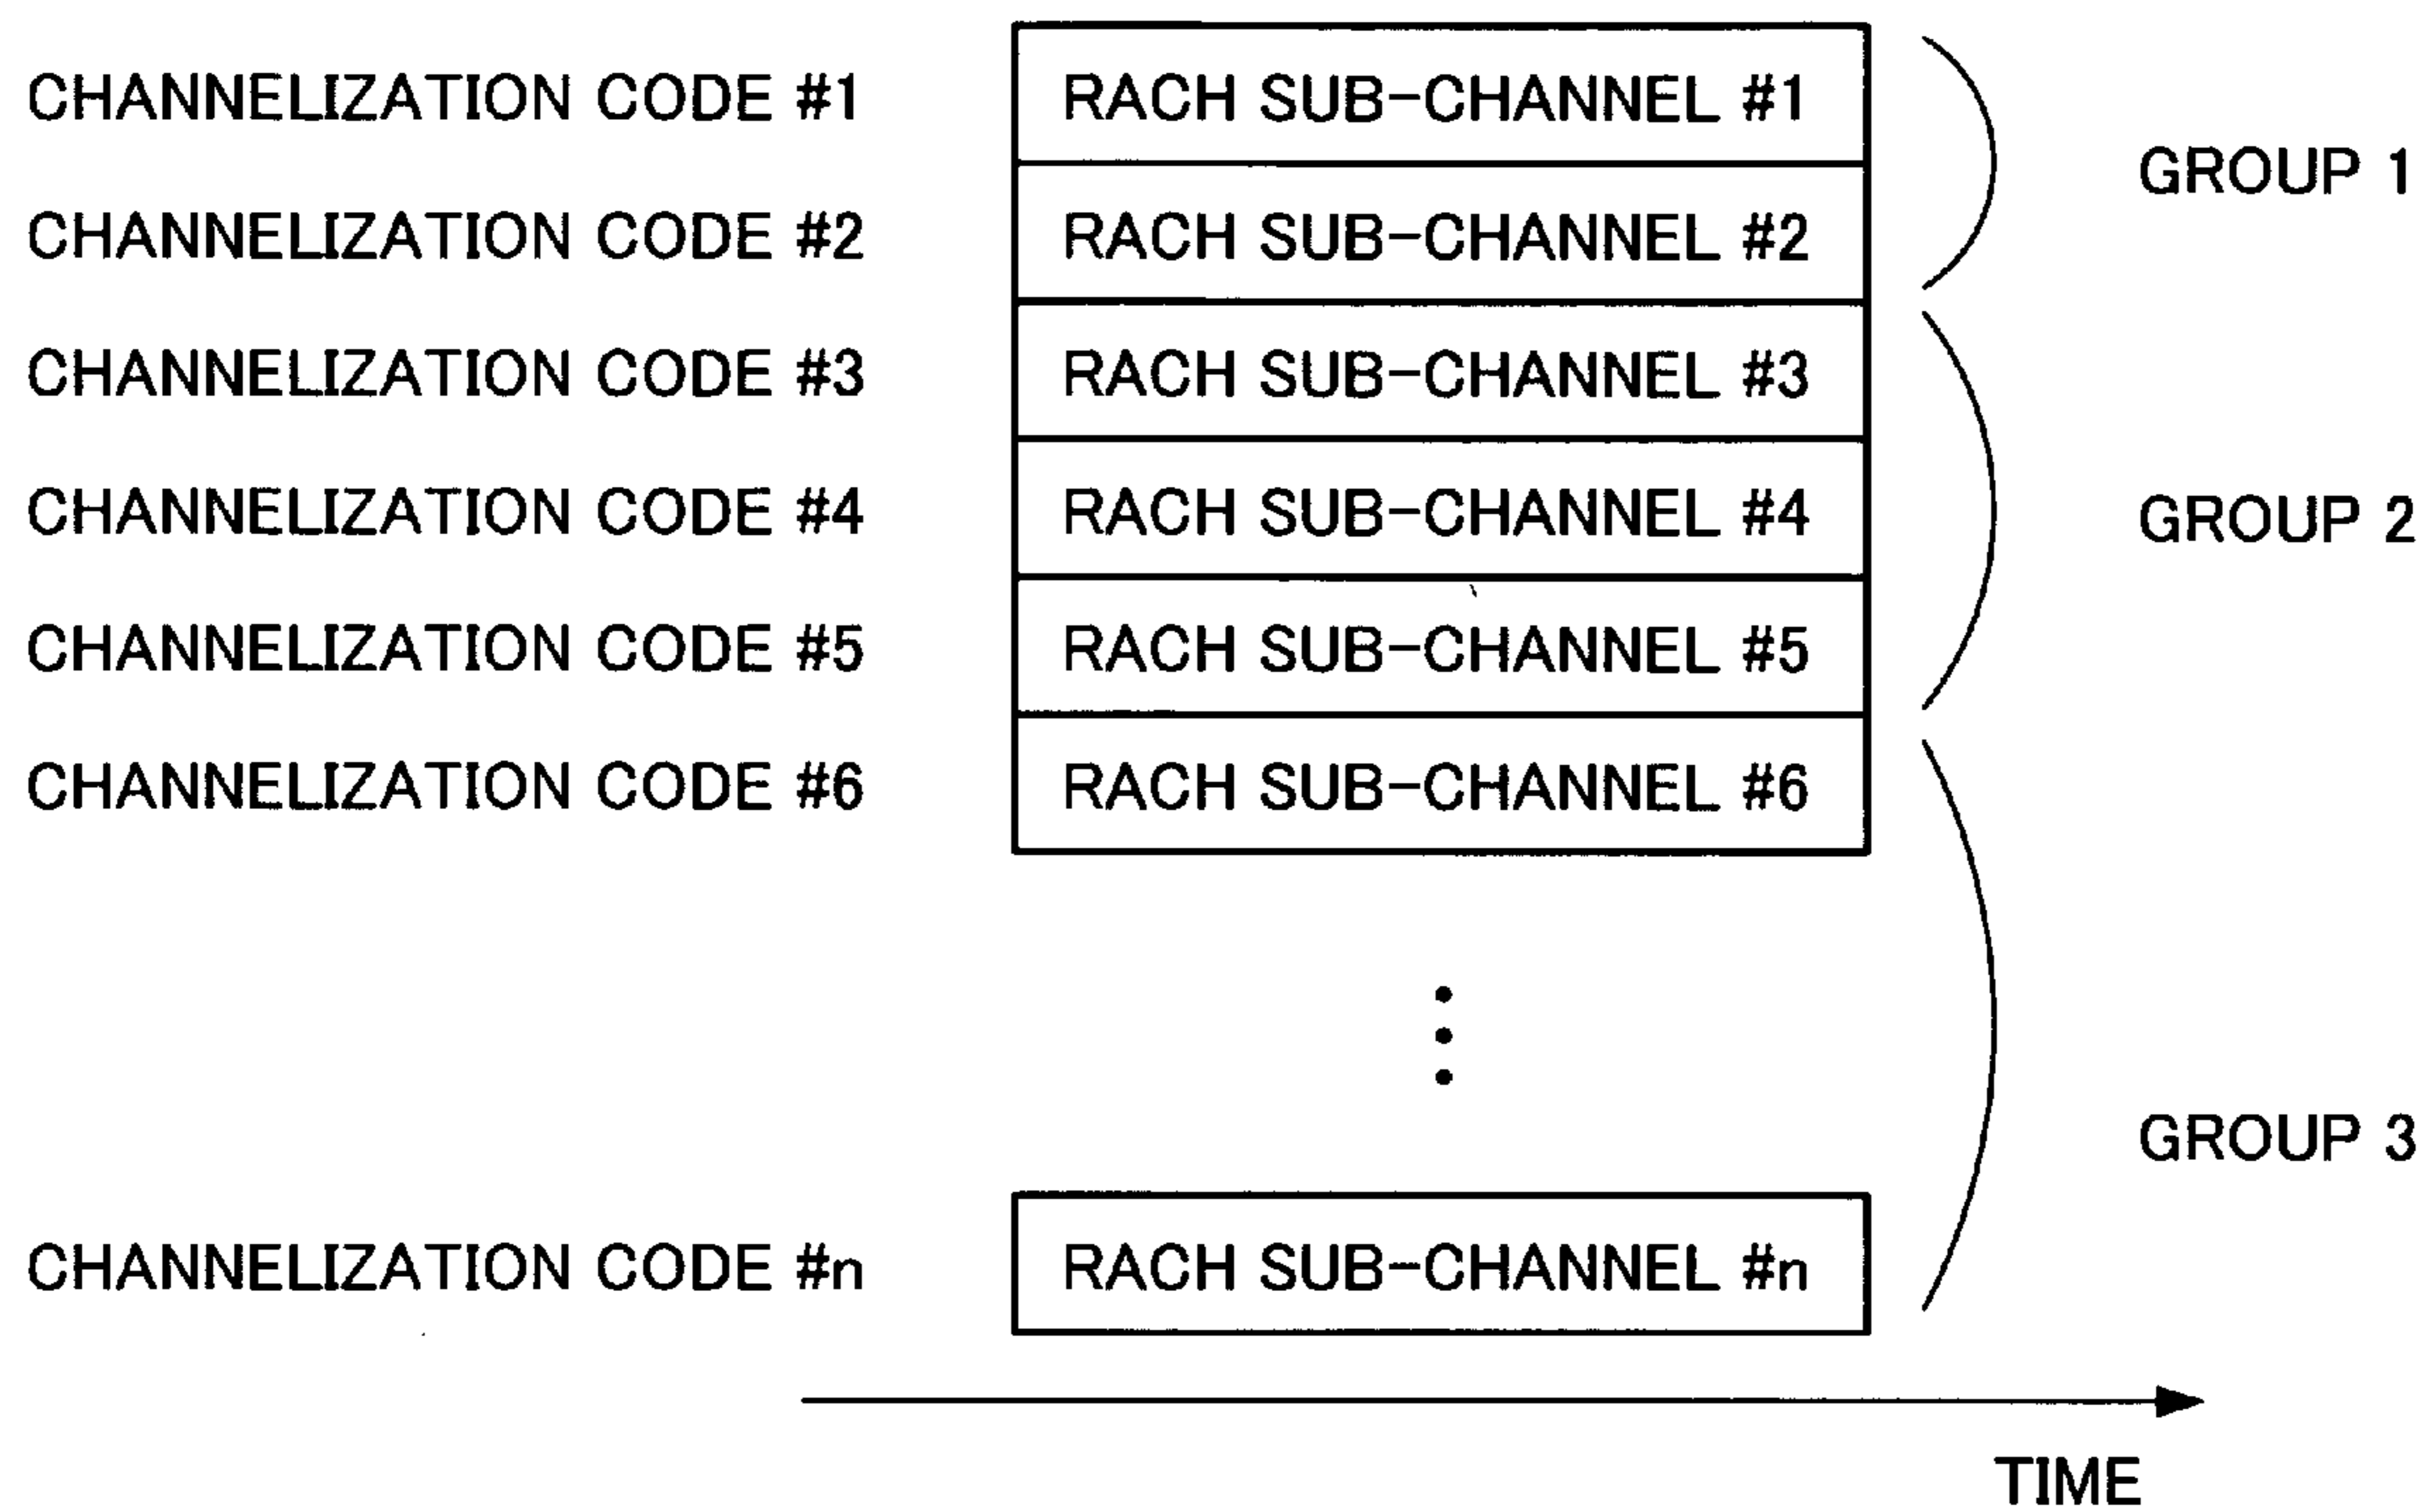 CHANNELIZATION CODE #1 RACH SUB-CHANNEL #1
GROUP 1
CHANNELIZATION CODE #2 RACH SUB-CHANNEL #2
CHANNELIZATION CODE #3 RACH SUB-CHANNEL #3
CHANNELIZATION CODE #4 RACH SUB-CHANNEL #4 GROUP 2
CHANNELIZATION CODE #5 RACH SUB-CHANNEL #5
CHANNELIZATION CODE #6 RACH SUB-CHANNEL #6
GROUP 3
CHANNELIZATION CODE #n RACH SUB-CHANNEL #n
TIME